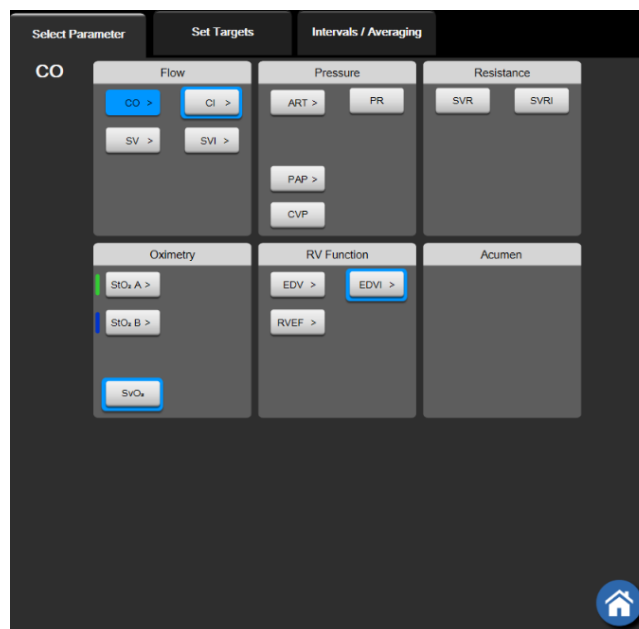 Select Parameter Set Targets Intervals / Averaging
CO
Flow Pressure Resistance
CO > CI > ART > PR SVR SVRI
SV > SVI >
PAP >
CVP
Oximetry RV Function Acumen
StO₂ A > EDV > EDVI >
StO₂ B > RVEF >
SvO₂